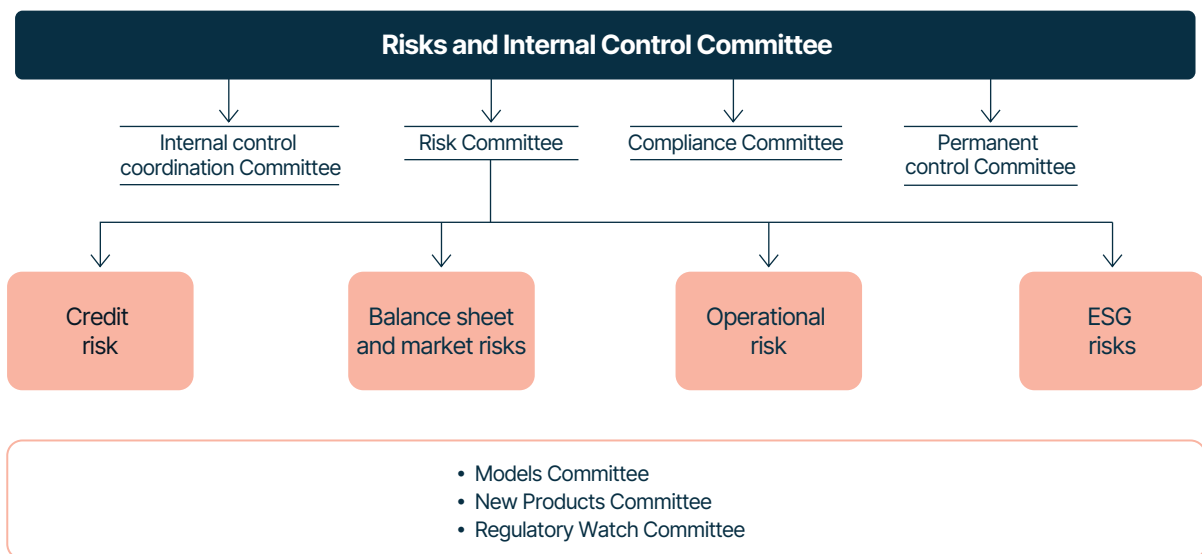 Risks and Internal Control Committee
Internal control
coordination Committee
Risk Committee
Compliance Committee
Permanent
control Committee
Credit
risk
Balance sheet
and market risks
Operational
risk
ESG
risks
• Models Committee
• New Products Committee
• Regulatory Watch Committee